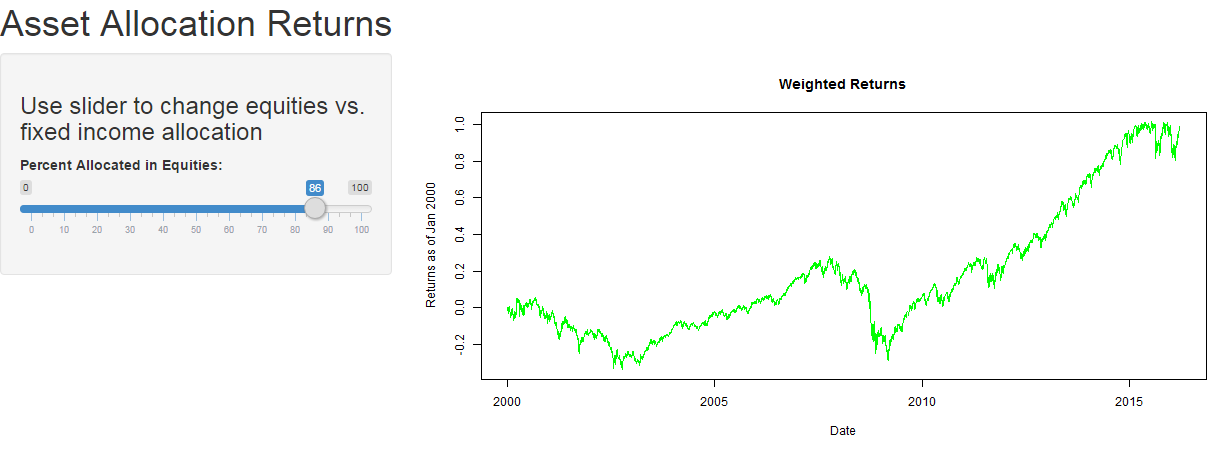 Asset Allocation Returns
Use slider to change equities vs.
fixed income allocation
Percent Allocated in Equities:
0 86 100
0 10 20 30 40 50 60 70 80 90 100
Weighted Returns
Returns as of Jan 2000
1.0
0.8
0.6
0.4
0.2
0.0
-0.2
2000 2005 2010 2015
Date